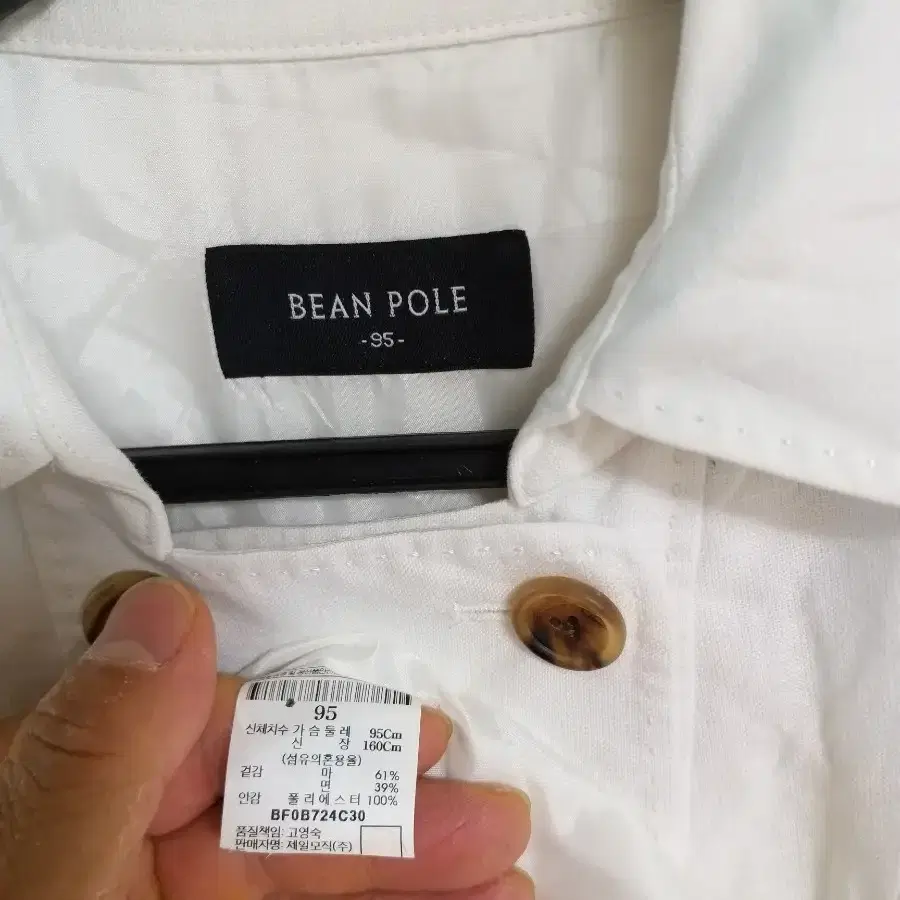 BEAN POLE
-95-
95
신체치수 가 슴 둘 레 95Cm
신 장 160Cm
(섬유의혼용율)
겉감 마 61%
면 39%
안감 폴 리 에 스 터 100%
BF0B724C30
품질책임: 고영숙
판매자명: 제일모직(주)